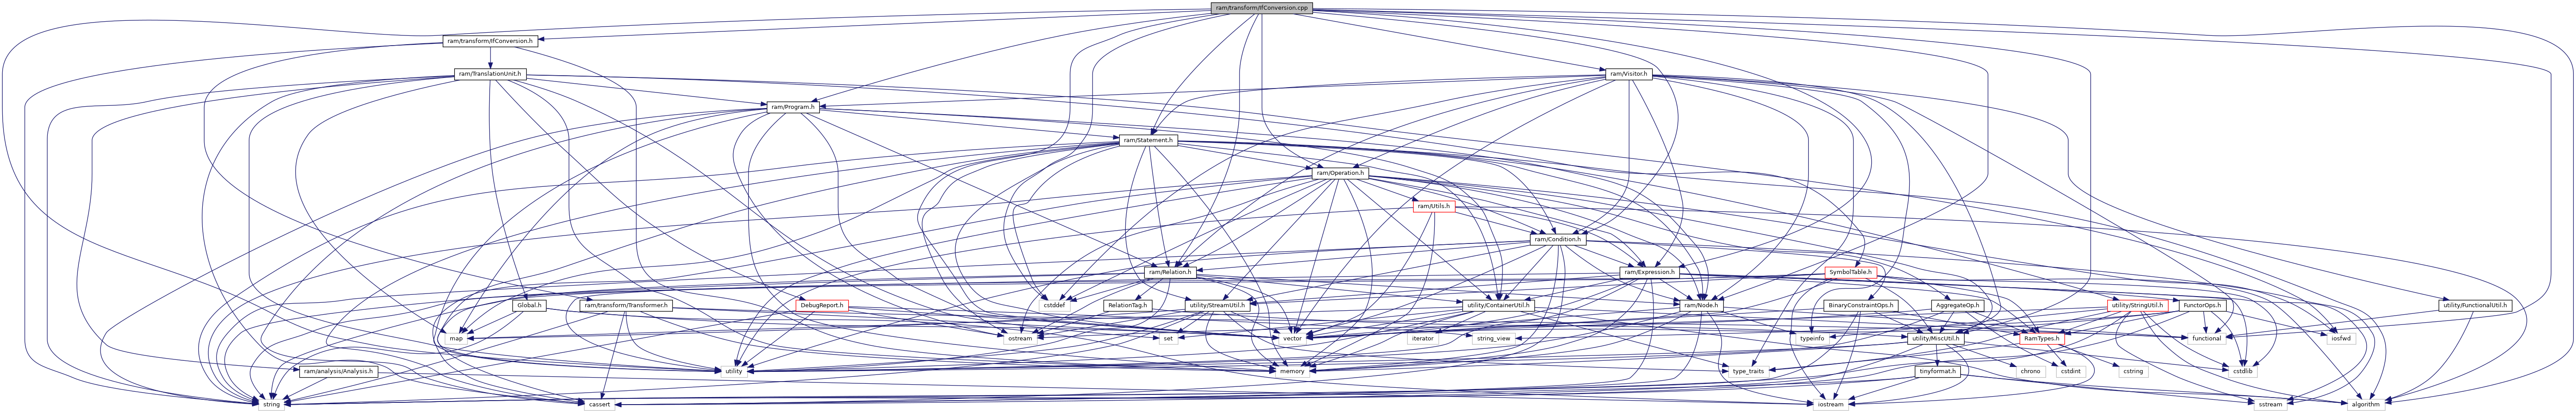 ram/transform/IfConversion.cpp
ram/transform/IfConversion.h
ram/TranslationUnit.h
ram/Visitor.h
ram/Program.h
ram/Statement.h
ram/Operation.h
ram/Utils.h
ram/Condition.h
ram/Relation.h
ram/Expression.h
SymbolTable.h
Global.h
ram/transform/Transformer.h
DebugReport.h
cstddef
RelationTag.h
utility/StreamUtil.h
utility/ContainerUtil.h
ram/Node.h
BinaryConstraintOps.h
AggregateOp.h
utility/StringUtil.h
FunctorOps.h
utility/FunctionalUtil.h
map
ostream
set
vector
iterator
string_view
typeinfo
utility/MiscUtil.h
RamTypes.h
functional
iosfwd
ram/analysis/Analysis.h
utility
memory
type_traits
tinyformat.h
chrono
cstdint
cstring
cstdlib
string
cassert
iostream
sstream
algorithm